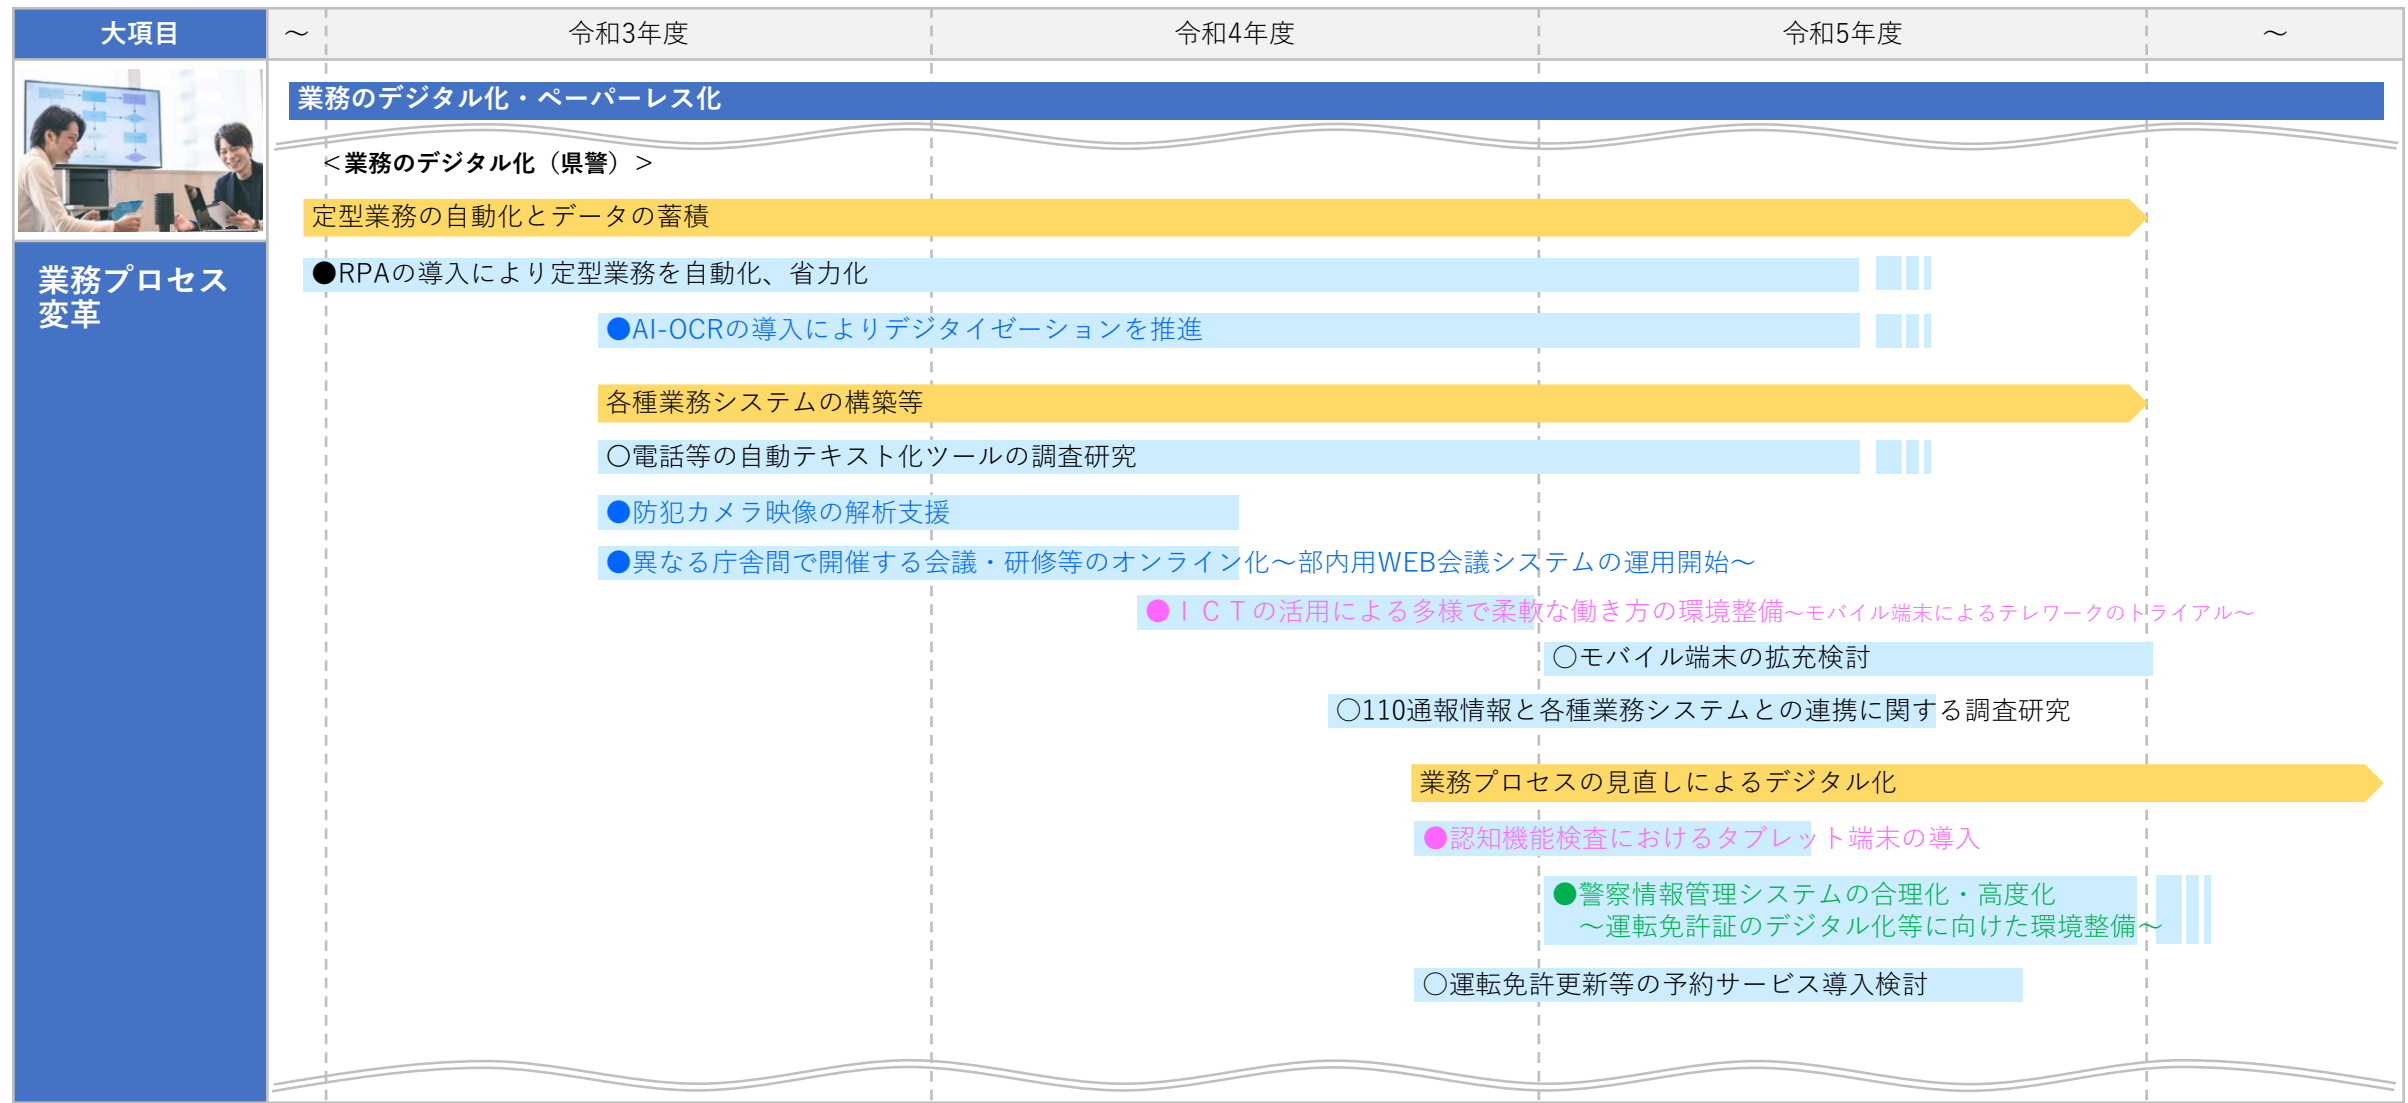 大項目
～
令和3年度
令和4年度
令和5年度
～
業務のデジタル化・ペーパーレス化
＜業務のデジタル化（県警）＞
定型業務の自動化とデータの蓄積
業務プロセス
変革
●RPAの導入により定型業務を自動化、省力化
●AI-OCRの導入によりデジタイゼーションを推進
各種業務システムの構築等
○電話等の自動テキスト化ツールの調査研究
●防犯カメラ映像の解析支援
●異なる庁舎間で開催する会議・研修等のオンライン化～部内用WEB会議システムの運用開始～
●ＩＣＴの活用による多様で柔軟な働き方の環境整備～モバイル端末によるテレワークのトライアル～
○モバイル端末の拡充検討
○110通報情報と各種業務システムとの連携に関する調査研究
業務プロセスの見直しによるデジタル化
●認知機能検査におけるタブレット端末の導入
●警察情報管理システムの合理化・高度化
～運転免許証のデジタル化等に向けた環境整備～
○運転免許更新等の予約サービス導入検討